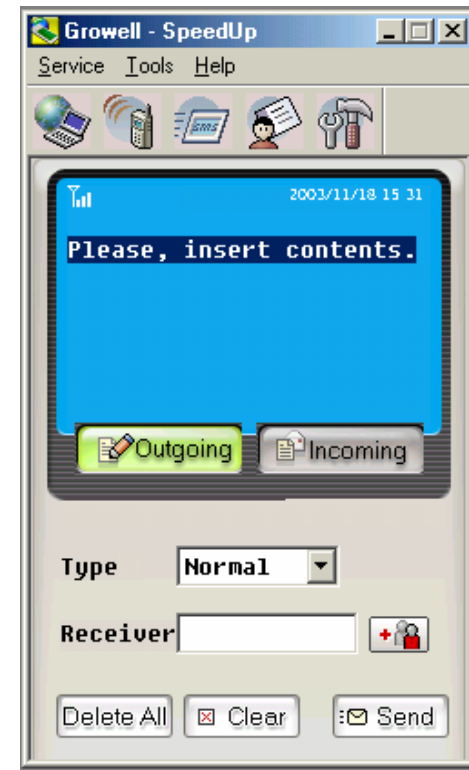 Growell - SpeedUp
Service Tools Help
sms
2003/11/18 15 31
Please, insert contents.
Outgoing Incoming
Type Normal
Receiver
Delete All Clear Send